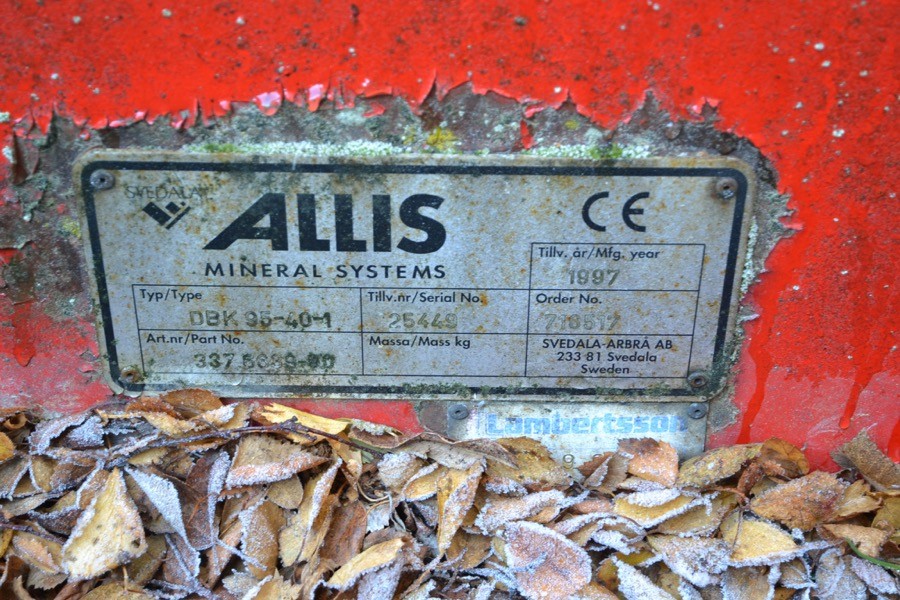 SVEDALA
ALLIS
CE
MINERAL SYSTEMS
Tillv. år/Mfg. year
1997
Typ/Type
DBK 95-40-1
Tillv.nr/Serial No.
25449
Order No.
Art.nr/Part No.
Massa/Mass kg
SVEDALA-ARBRÅ AB
233 81 Svedala
Sweden
Lambertsson